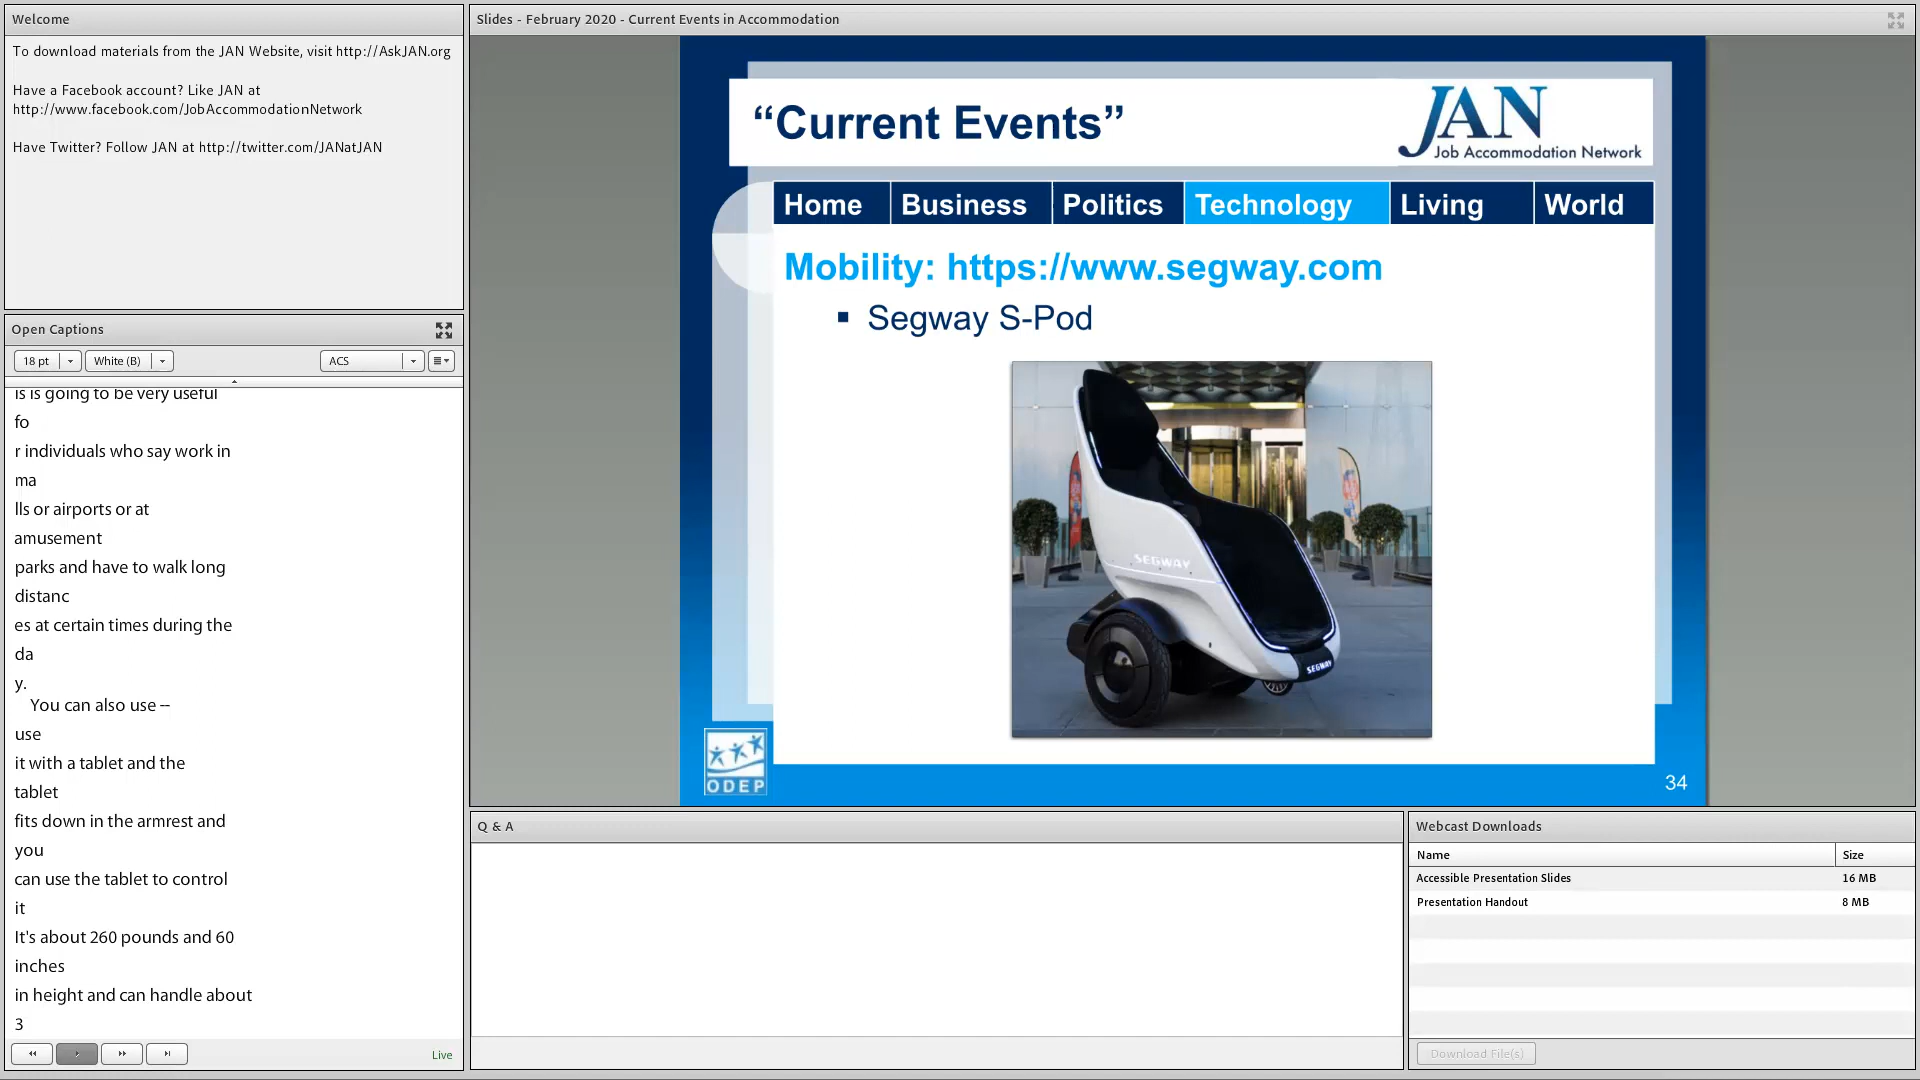 Welcome
To download materials from the JAN Website, visit http://AskJAN.org
Have a Facebook account? Like JAN at
http://www.facebook.com/JobAccommodationNetwork
Have Twitter? Follow JAN at http://twitter.com/JANatJAN
Open Captions
18 pt
White (B)
ACS
is is going to be very useful
fo
r individuals who say work in
ma
lls or airports or at
amusement
parks and have to walk long
distanc
es at certain times during the
da
y.
You can also use --
use
it with a tablet and the
tablet
fits down in the armrest and
you
can use the tablet to control
it
It's about 260 pounds and 60
inches
in height and can handle about
3
Live
Slides - February 2020 - Current Events in Accommodation
“Current Events”
JAN
Job Accommodation Network
Home Business Politics Technology Living World
Mobility: https://www.segway.com
▪ Segway S-Pod
SEGWAY
SEGWAY
ODEP
34
Q & A
Webcast Downloads
Name Size
Accessible Presentation Slides 16 MB
Presentation Handout 8 MB
Download File(s)